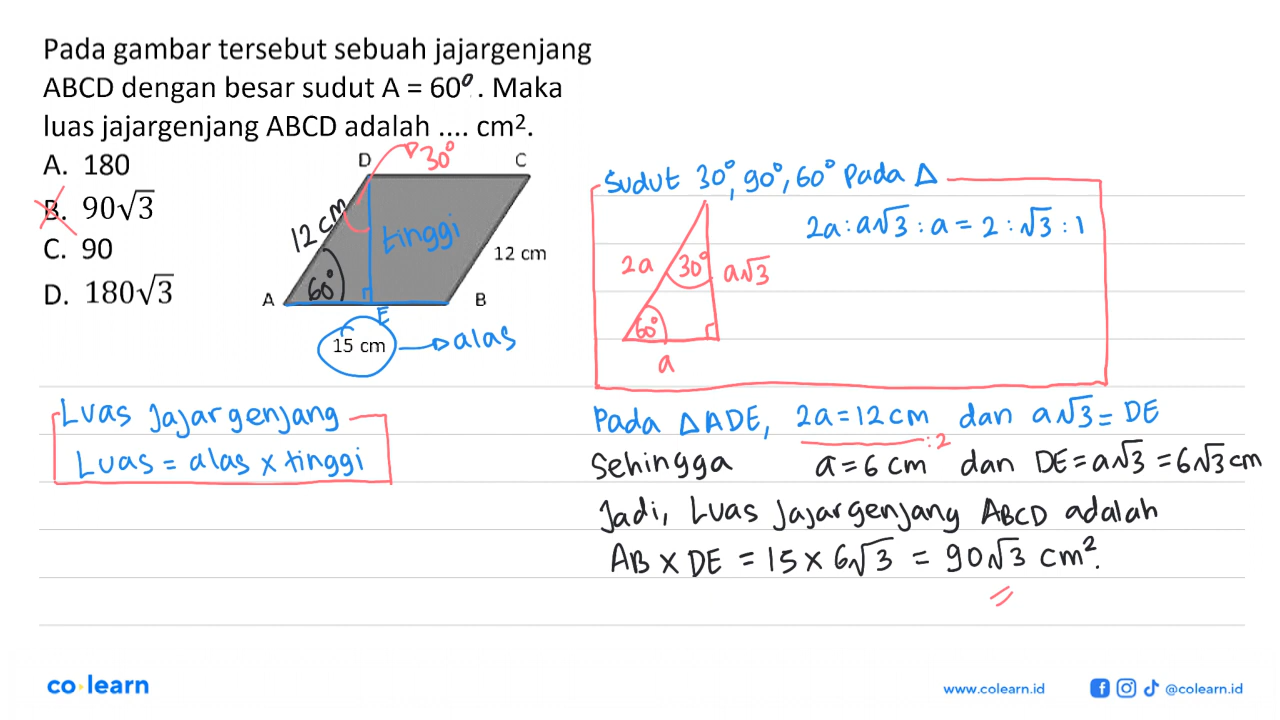 Pada gambar tersebut sebuah jajargenjang
ABCD dengan besar sudut A = 60°. Maka
luas jajargenjang ABCD adalah .... cm².
A. 180
B. 90√3
C. 90
D. 180√3
D 30° C
12 cm tinggi
12 cm
A 60° B
E
15 cm alas
Sudut 30°, 90°, 60° Pada Δ
2a : a√3 : a = 2 : √3 : 1
2a 30° a√3
60°
a
Luas Jajargenjang
Luas = alas x tinggi
Pada ΔADE, 2a = 12 cm dan a√3 = DE
:2
Sehingga a = 6 cm dan DE = a√3 = 6√3 cm
Jadi, Luas Jajargenjang ABCD adalah
AB x DE = 15 x 6√3 = 90√3 cm².
co learn
www.colearn.id @colearn.id